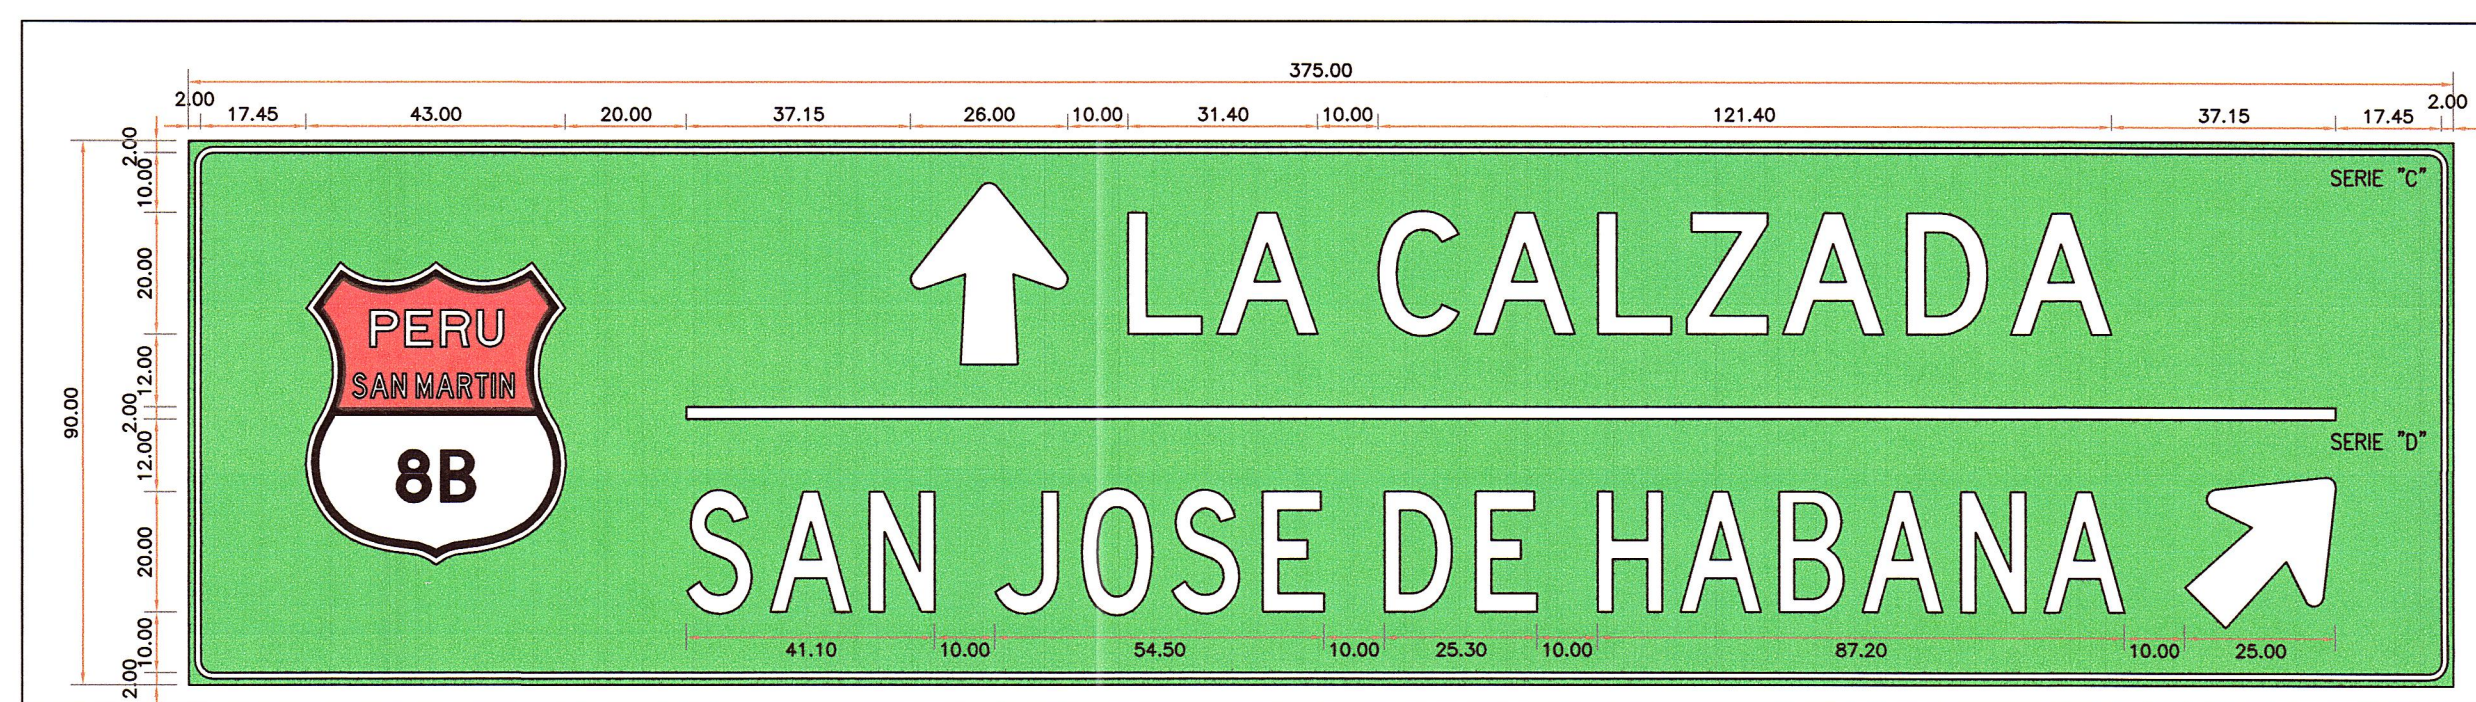 375.00
2.00 17.45 43.00 20.00 37.15 26.00 10.00 31.40 10.00 121.40 37.15 17.45 2.00
2.00
10.00
20.00
12.00
2.00
12.00
20.00
10.00
2.00
90.00
SERIE "C"
LA CALZADA
PERU
SAN MARTIN
8B
SERIE "D"
SAN JOSE DE HABANA
41.10 10.00 54.50 10.00 25.30 10.00 87.20 10.00 25.00